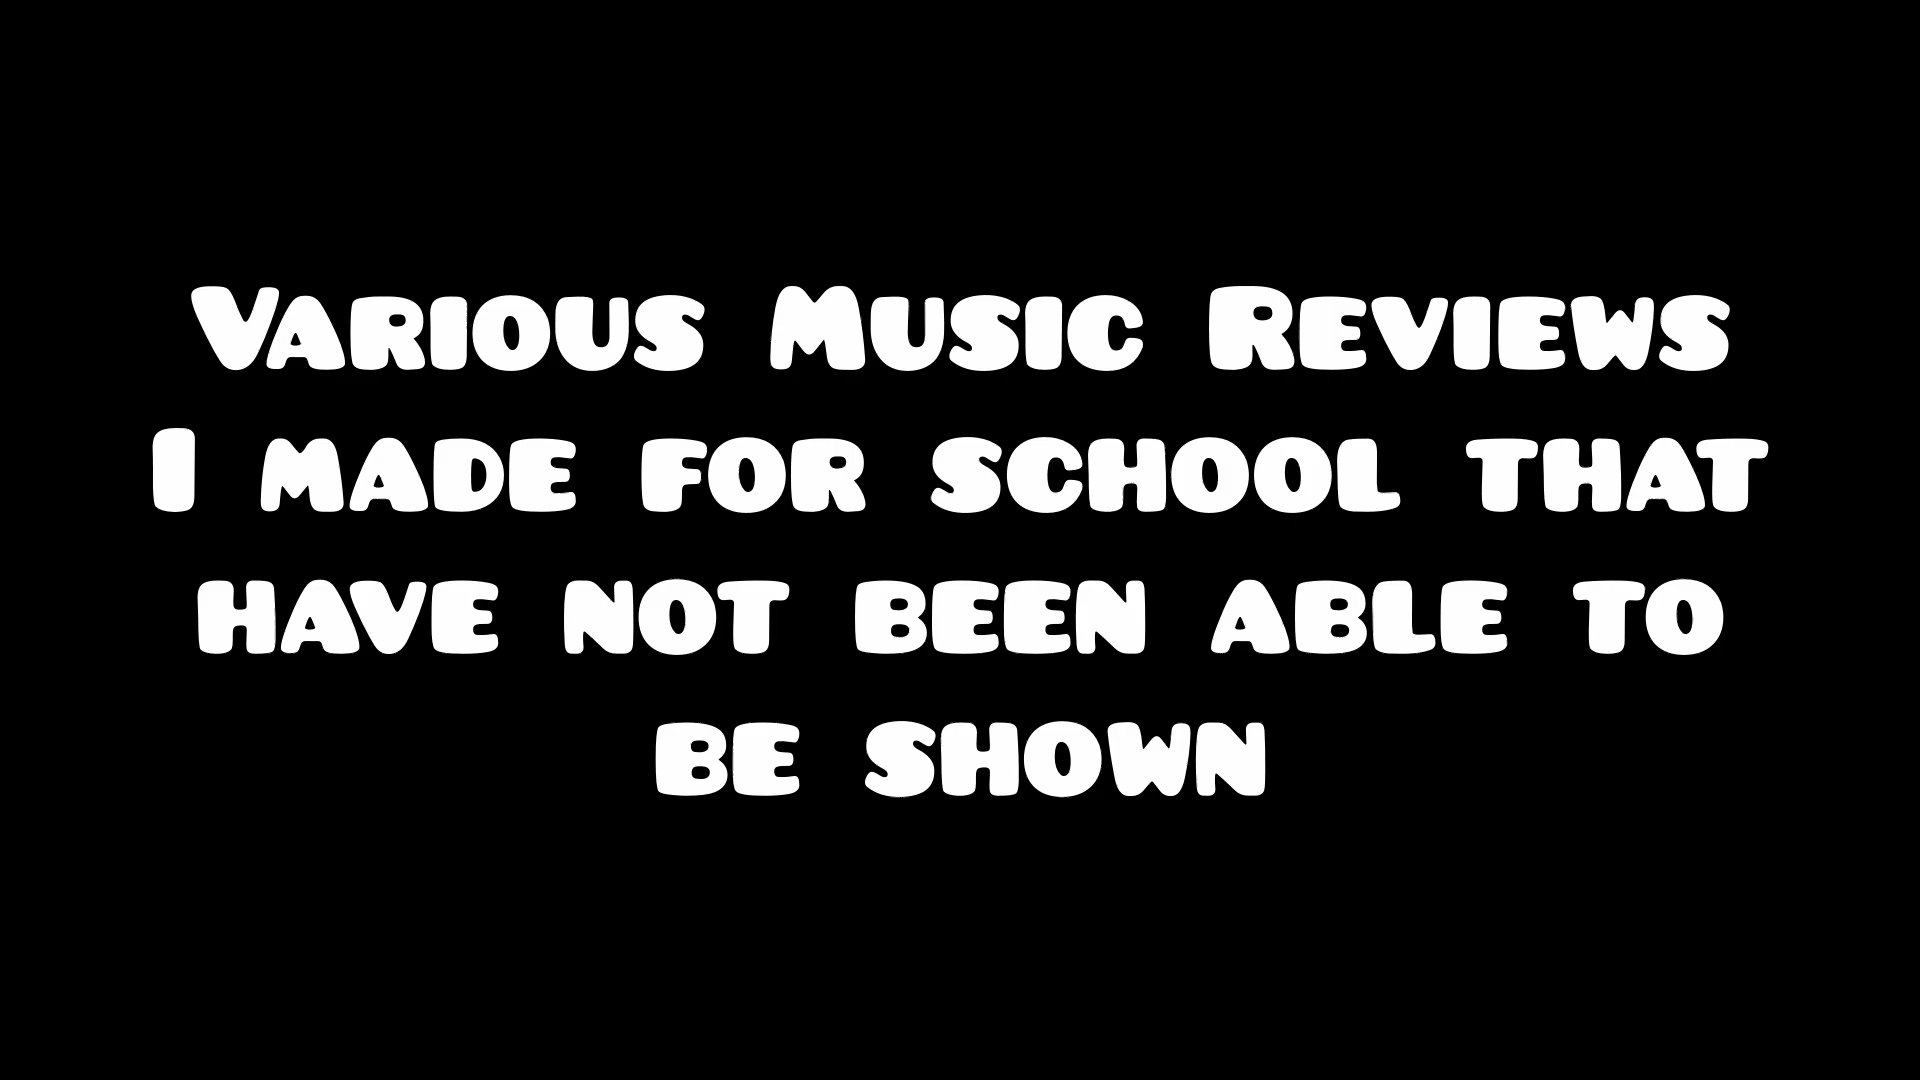 Various Music Reviews
I made for school that
have not been able to
be shown